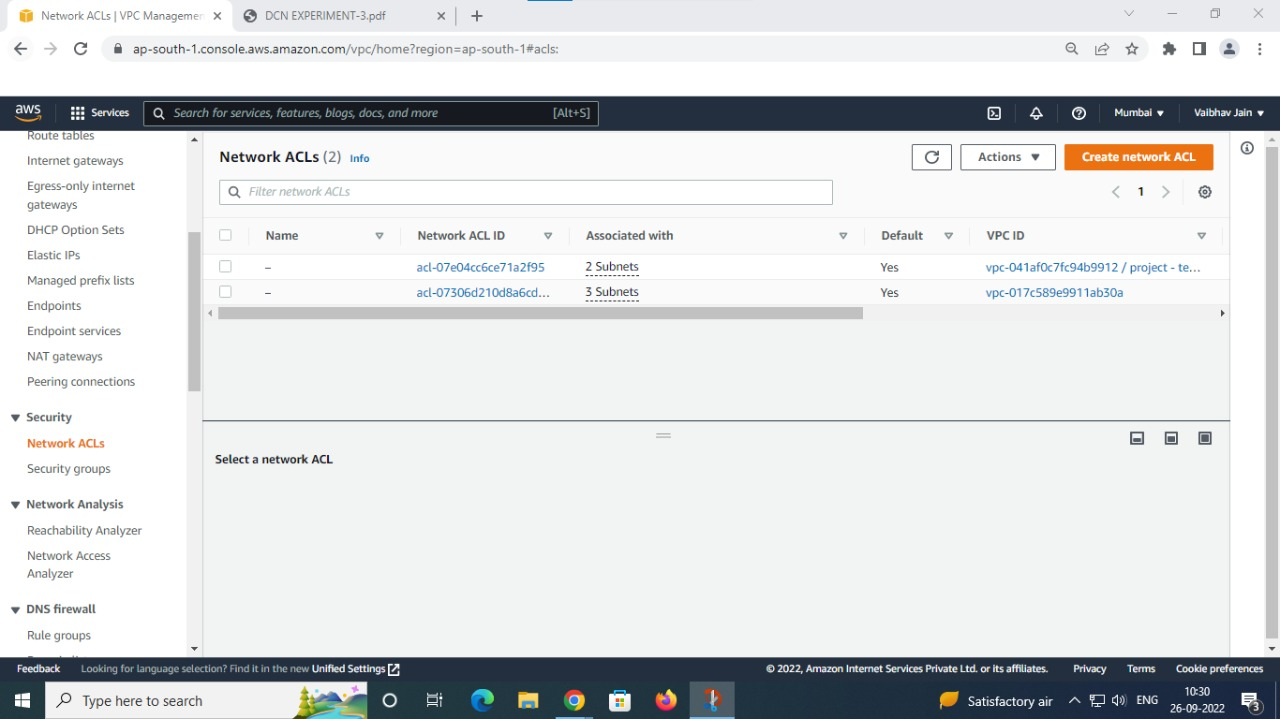 Network ACLs | VPC Managemen
DCN EXPERIMENT-3.pdf
ap-south-1.console.aws.amazon.com/vpc/home?region=ap-south-1#acls:
aws
Services
Search for services, features, blogs, docs, and more
[Alt+S]
Mumbai
Vaibhav Jain
Route tables
Internet gateways
Egress-only internet
gateways
DHCP Option Sets
Elastic IPs
Managed prefix lists
Endpoints
Endpoint services
NAT gateways
Peering connections
Security
Network ACLs
Security groups
Network Analysis
Reachability Analyzer
Network Access
Analyzer
DNS firewall
Rule groups
Network ACLs (2) Info
Actions
Create network ACL
Filter network ACLs
1
Name Network ACL ID Associated with Default VPC ID
– acl-07e04cc6ce71a2f95 2 Subnets Yes vpc-041af0c7fc94b9912 / project - te...
– acl-07306d210d8a6cd... 3 Subnets Yes vpc-017c589e9911ab30a
Select a network ACL
Feedback
Looking for language selection? Find it in the new Unified Settings
© 2022, Amazon Internet Services Private Ltd. or its affiliates.
Privacy
Terms
Cookie preferences
Type here to search
Satisfactory air
ENG
10:30
26-09-2022
3